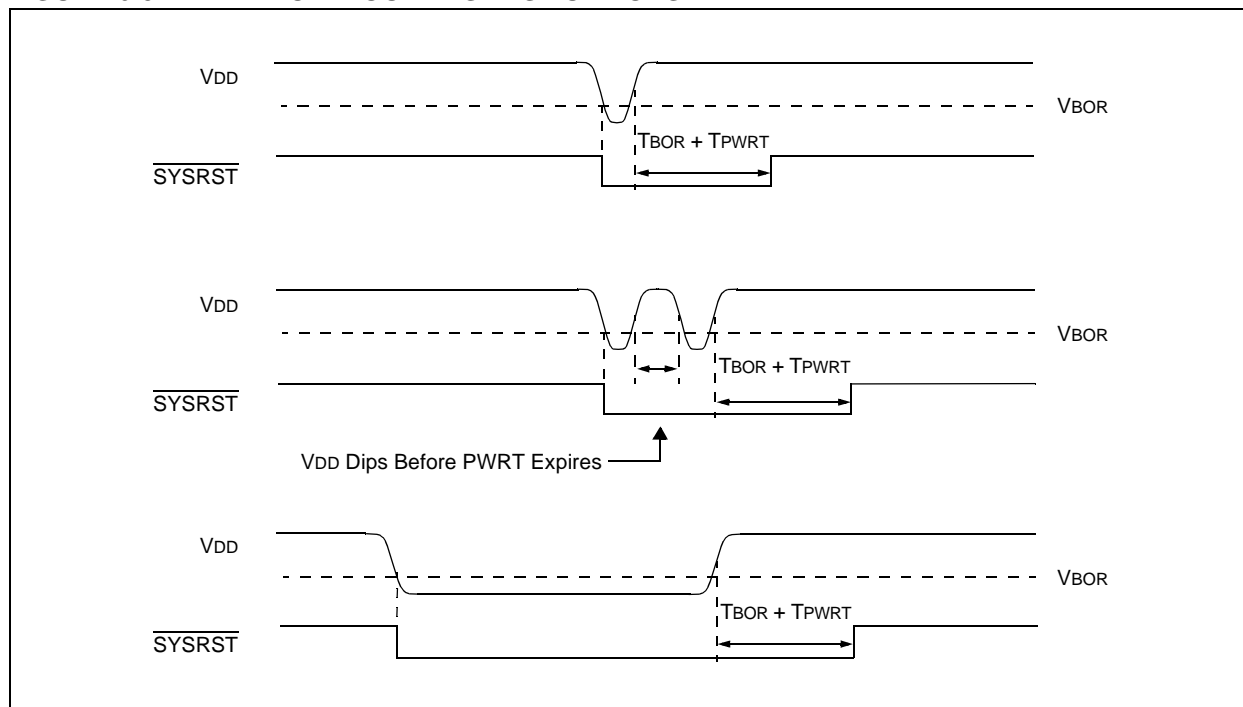 VDD
VBOR
TBOR + TPWRT
SYSRST
VDD
VBOR
TBOR + TPWRT
SYSRST
VDD Dips Before PWRT Expires
VDD
VBOR
TBOR + TPWRT
SYSRST